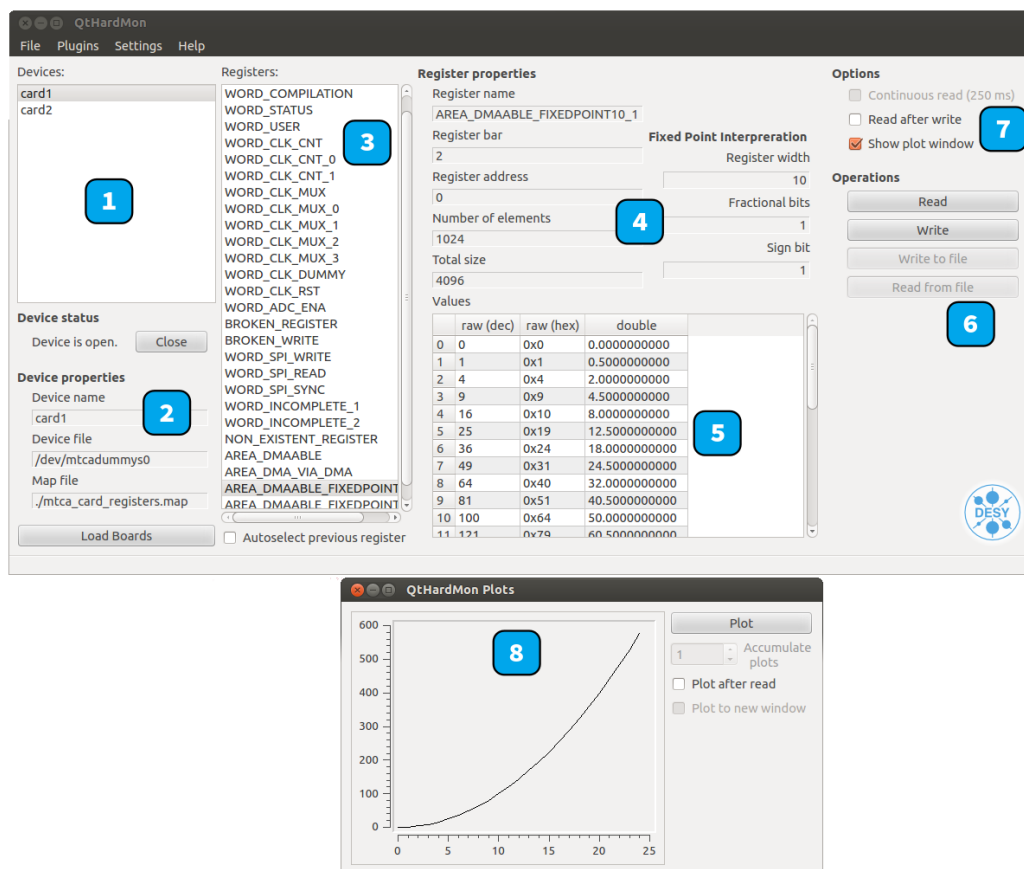 QtHardMon
File Plugins Settings Help
Devices:
card1
card2
1
Device status
Device is open. Close
Device properties
Device name
card1
2
Device file
/dev/mtcadummys0
Map file
./mtca_card_registers.map
Load Boards
Registers:
WORD_COMPILATION
WORD_STATUS
WORD_USER
WORD_CLK_CNT
WORD_CLK_CNT_0
WORD_CLK_CNT_1
WORD_CLK_MUX
WORD_CLK_MUX_0
WORD_CLK_MUX_1
WORD_CLK_MUX_2
WORD_CLK_MUX_3
WORD_CLK_DUMMY
WORD_CLK_RST
WORD_ADC_ENA
BROKEN_REGISTER
BROKEN_WRITE
WORD_SPI_WRITE
WORD_SPI_READ
WORD_SPI_SYNC
WORD_INCOMPLETE_1
WORD_INCOMPLETE_2
NON_EXISTENT_REGISTER
AREA_DMAABLE
AREA_DMA_VIA_DMA
AREA_DMAABLE_FIXEDPOINT
AREA_DMAABLE_FIXEDPOINT
3
Autoselect previous register
Register properties
Register name
AREA_DMAABLE_FIXEDPOINT10_1
Register bar
2
Register address
0
Number of elements
1024
Total size
4096
4
Fixed Point Interpreration
Register width
10
Fractional bits
1
Sign bit
1
Values
raw (dec) raw (hex) double
0 0 0x0 0.0000000000
1 1 0x1 0.5000000000
2 4 0x4 2.0000000000
3 9 0x9 4.5000000000
4 16 0x10 8.0000000000
5 25 0x19 12.5000000000
6 36 0x24 18.0000000000
7 49 0x31 24.5000000000
8 64 0x40 32.0000000000
9 81 0x51 40.5000000000
10 100 0x64 50.0000000000
11 121 0x79 60.5000000000
5
Options
Continuous read (250 ms)
Read after write
Show plot window
7
Operations
Read
Write
Write to file
Read from file
6
DESY
QtHardMon Plots
600
500
400
300
200
100
0
0 5 10 15 20 25
8
Plot
1 Accumulate
plots
Plot after read
Plot to new window